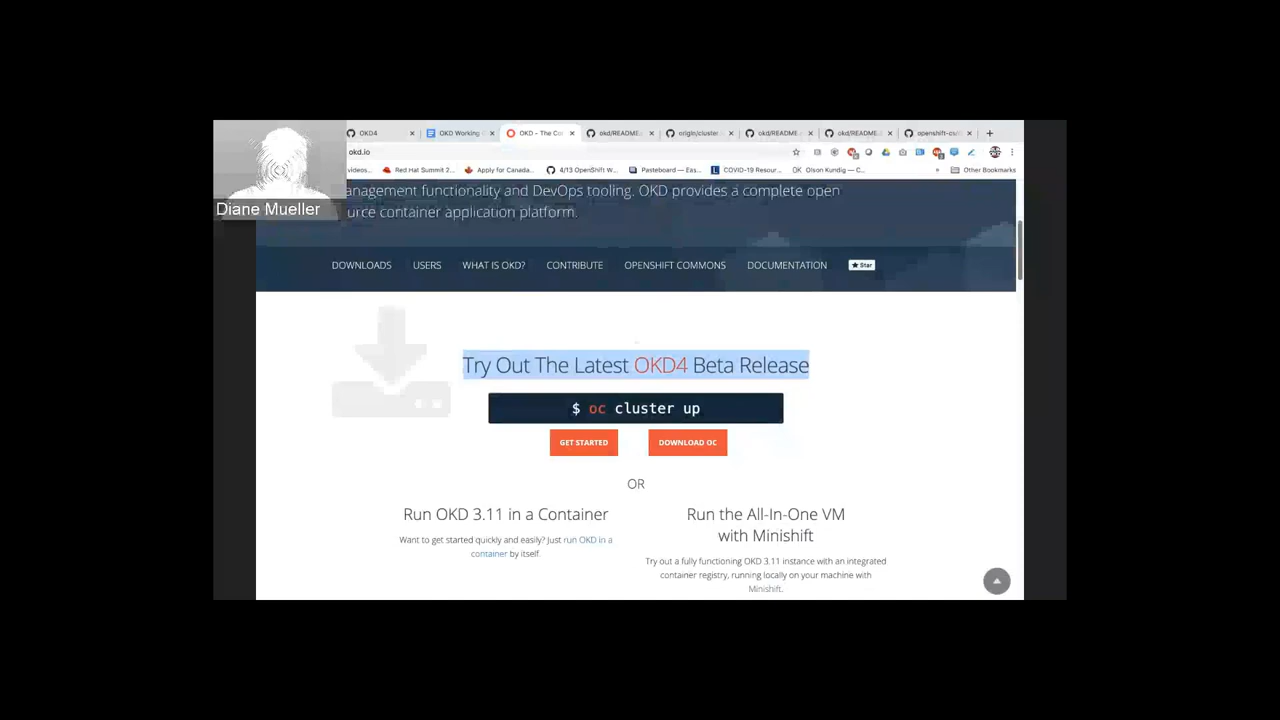 OKD4
OKD Working
OKD - The Co
okd/README.
origin/cluster
okd/README
okd/README.
openshift-cs/
okd.io
videos...
Red Hat Summit 2...
Apply for Canada...
4/13 OpenShift W...
Pasteboard — Eas...
COVID-19 Resour...
OK Olson Kundig —...
Other Bookmarks
Diane Mueller
anagement functionality and DevOps tooling. OKD provides a complete open
urce container application platform.
DOWNLOADS USERS WHAT IS OKD? CONTRIBUTE OPENSHIFT COMMONS DOCUMENTATION Star
Try Out The Latest OKD4 Beta Release
$ oc cluster up
GET STARTED DOWNLOAD OC
OR
Run OKD 3.11 in a Container
Want to get started quickly and easily? Just run OKD in a
container by itself.
Run the All-In-One VM
with Minishift
Try out a fully functioning OKD 3.11 instance with an integrated
container registry, running locally on your machine with
Minishift.